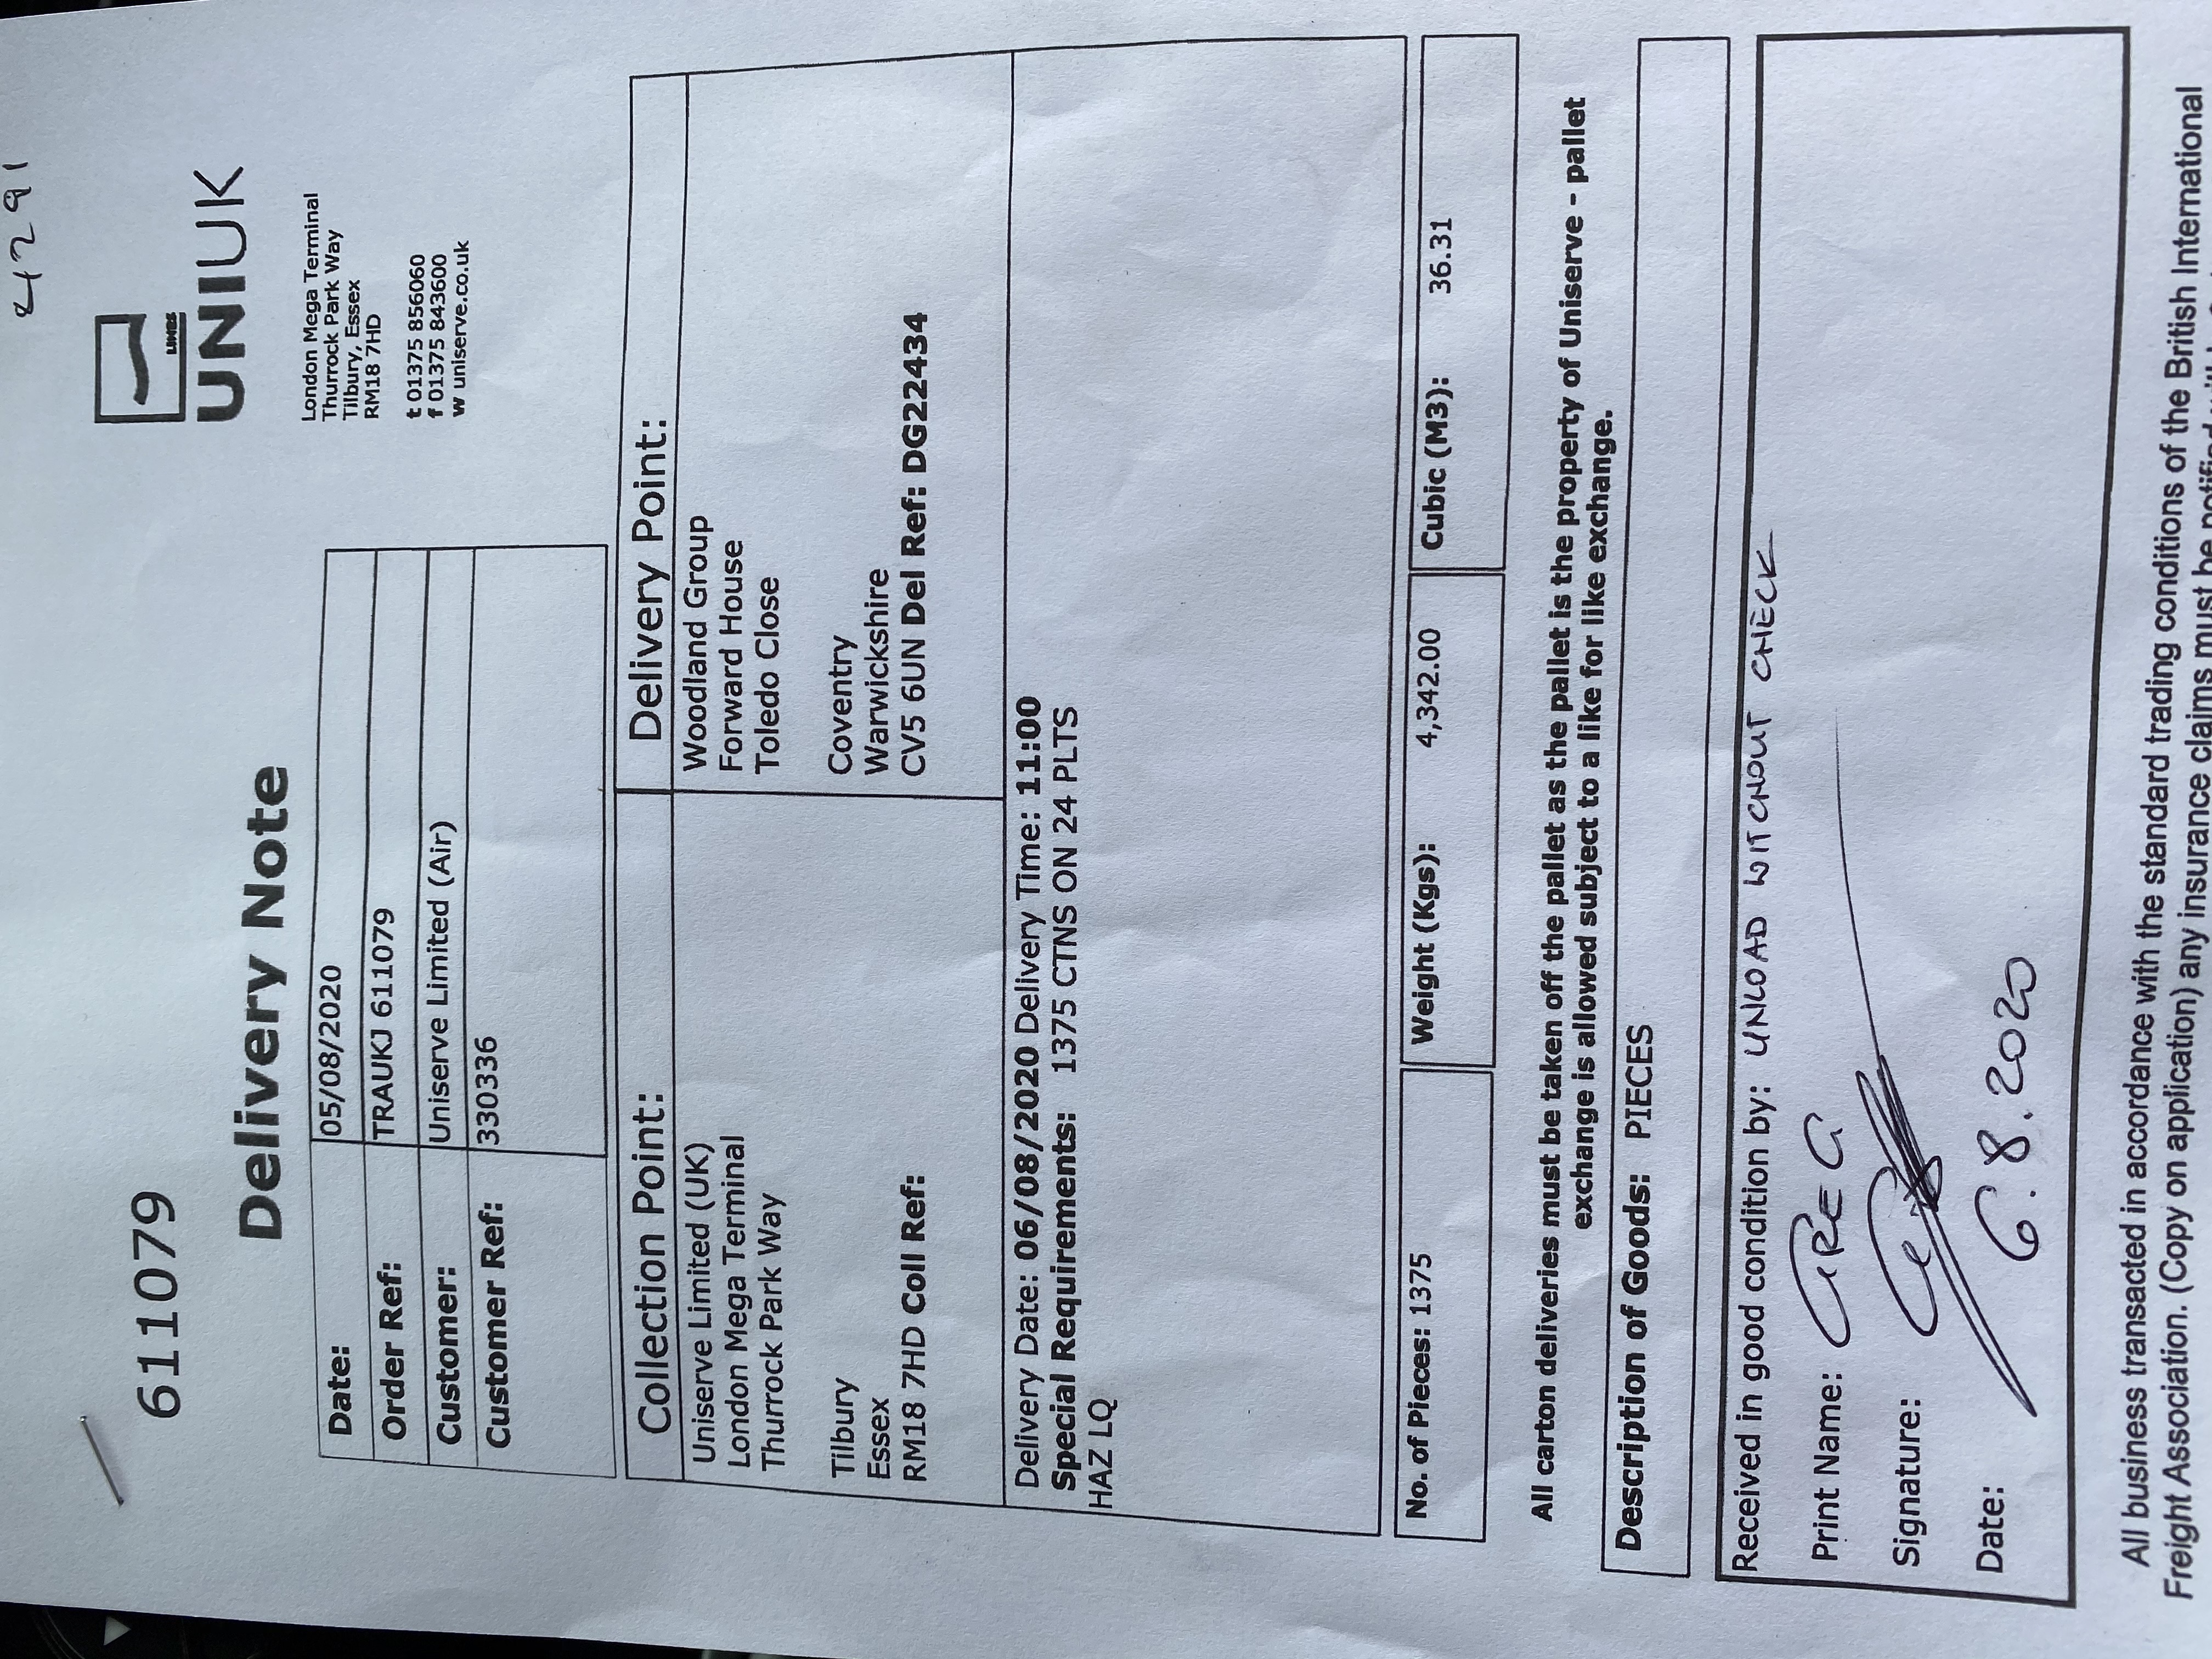 4291
611079
LINES
UNIUK
Delivery Note
London Mega Terminal
Thurrock Park Way
Tilbury, Essex
RM18 7HD
t 01375 856060
f 01375 843600
w uniserve.co.uk
Date: 05/08/2020
Order Ref: TRAUKJ 611079
Customer: Uniserve Limited (Air)
Customer Ref: 330336
Collection Point:
Uniserve Limited (UK)
London Mega Terminal
Thurrock Park Way
Tilbury
Essex
RM18 7HD Coll Ref:
Delivery Point:
Woodland Group
Forward House
Toledo Close
Coventry
Warwickshire
CV5 6UN Del Ref: DG22434
Delivery Date: 06/08/2020 Delivery Time: 11:00
Special Requirements: 1375 CTNS ON 24 PLTS
HAZ LQ
No. of Pieces: 1375
Weight (Kgs): 4,342.00
Cubic (M3): 36.31
All carton deliveries must be taken off the pallet as the pallet is the property of Uniserve - pallet
exchange is allowed subject to a like for like exchange.
Description of Goods: PIECES
Received in good condition by: UNLOAD WITCHOUT CHECK
Print Name: GREG
Signature:
Date: 6.8.2020
All business transacted in accordance with the standard trading conditions of the British International
Freight Association. (Copy on application) any insurance claims must be notified